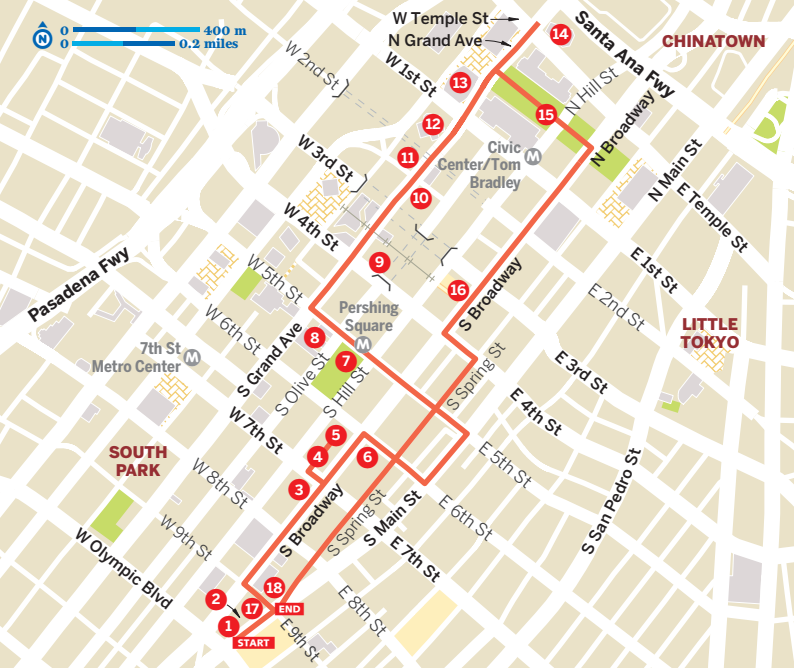 0
400 m
N
0
0.2 miles
W Temple St
N Grand Ave
14
Santa Ana Fwy
CHINATOWN
W 2nd St
W 1st St
13
N Hill St
15
N Broadway
12
11
Civic
Center/Tom
Bradley
M
W 3rd St
10
N Main St
E Temple St
W 4th St
9
16
S Broadway
E 1st St
Pasadena Fwy
W 5th St
E 2nd St
Pershing
Square
M
LITTLE
TOKYO
W 6th St
8
7th St
Metro Center
M
7
S Grand Ave
S Olive St
S Hill St
S Spring St
E 3rd St
E 4th St
W 7th St
5
4
6
SOUTH
PARK
3
E 5th St
W 8th St
S Broadway
S Spring St
S Main St
E 6th St
S San Pedro St
W 9th St
E 7th St
W Olympic Blvd
18
2
17
END
E 8th St
1
START
E 9th St